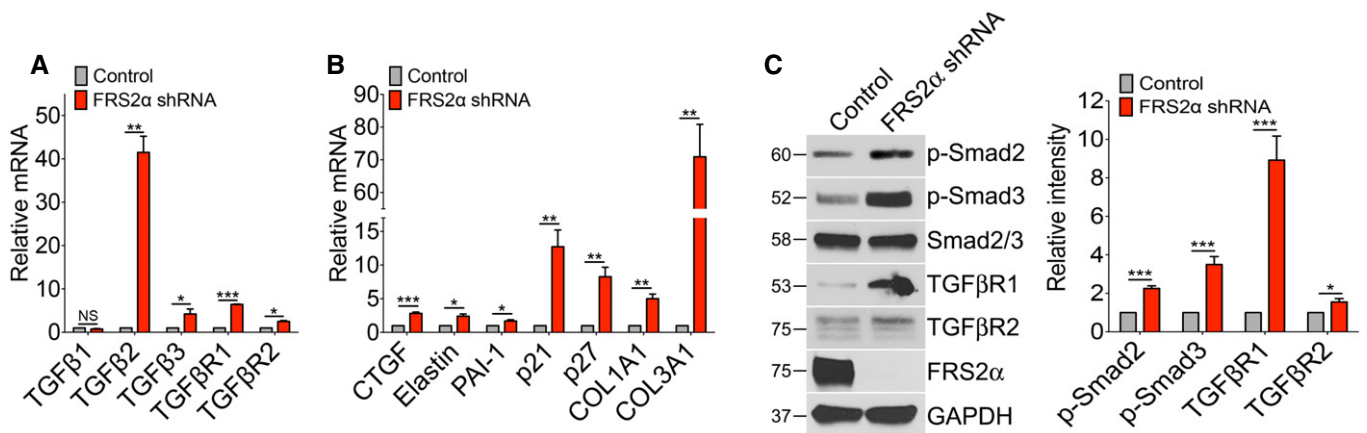 A
Control
FRS2α shRNA
Relative mRNA
50
40
30
20
10
0
NS
**
*
***
*
TGFβ1
TGFβ2
TGFβ3
TGFβR1
TGFβR2
B
Control
FRS2α shRNA
Relative mRNA
90
80
70
60
50
15
10
5
0
***
*
*
**
**
**
**
CTGF
Elastin
PAI-1
p21
p27
COL1A1
COL3A1
C
Control
FRS2α shRNA
60
p-Smad2
52
p-Smad3
58
Smad2/3
53
TGFβR1
75
TGFβR2
75
FRS2α
37
GAPDH
Control
FRS2α shRNA
Relative intensity
12
10
8
6
4
2
0
***
***
***
*
p-Smad2
p-Smad3
TGFβR1
TGFβR2